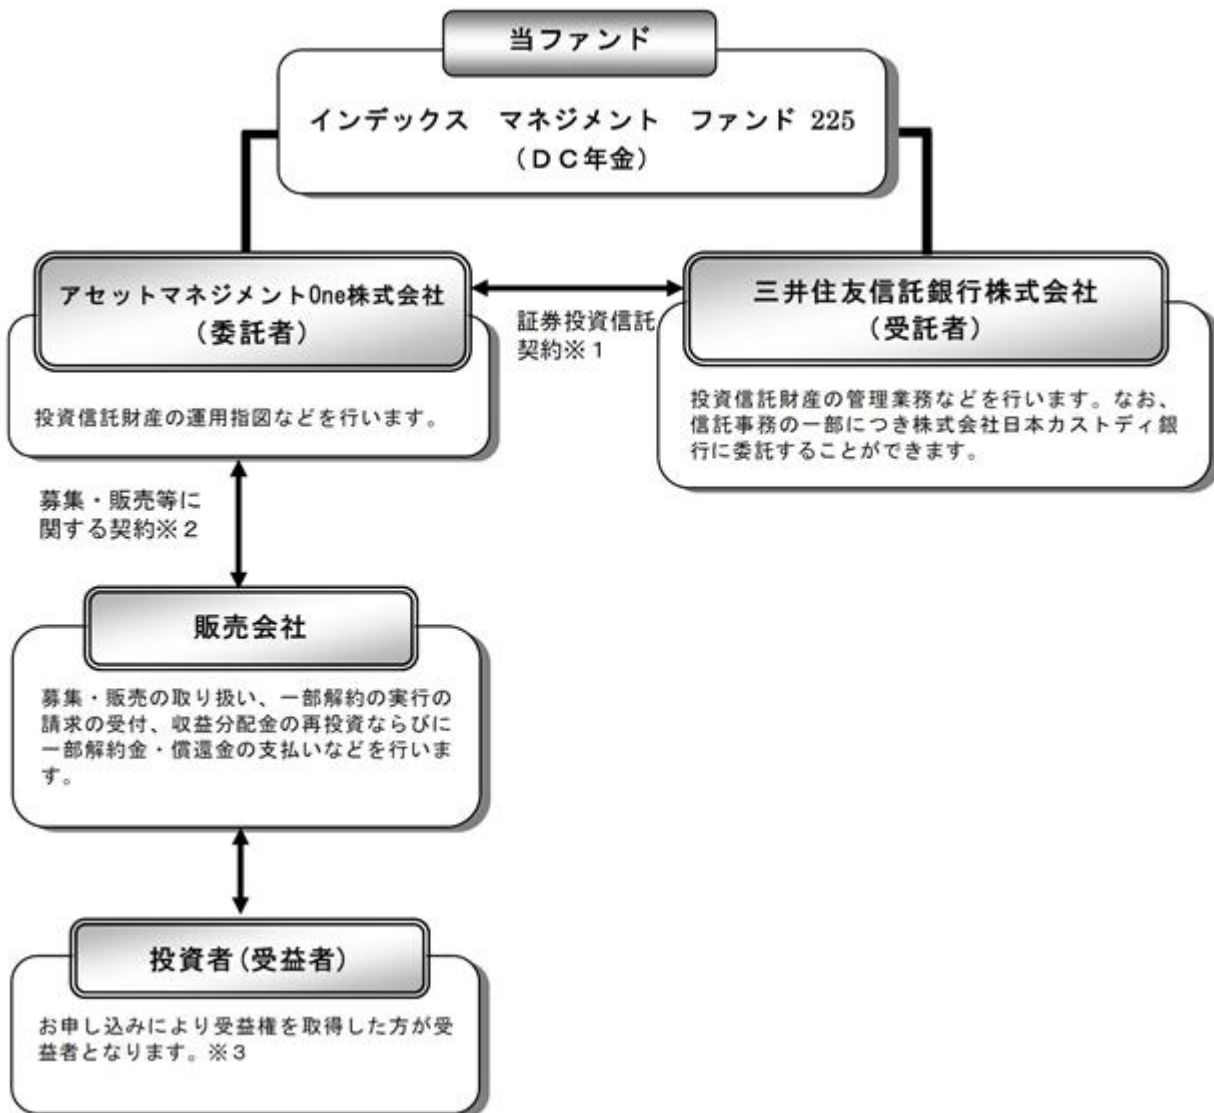 当ファンド
インデックス　マネジメント　ファンド 225
（ＤＣ年金）
アセットマネジメントOne株式会社
（委託者）
投資信託財産の運用指図などを行います。
証券投資信託
契約※１
三井住友信託銀行株式会社
（受託者）
投資信託財産の管理業務などを行います。なお、
信託事務の一部につき株式会社日本カストディ銀
行に委託することができます。
募集・販売等に
関する契約※２
販売会社
募集・販売の取り扱い、一部解約の実行の
請求の受付、収益分配金の再投資ならびに
一部解約金・償還金の支払いなどを行いま
す。
投資者(受益者)
お申し込みにより受益権を取得した方が受
益者となります。※３